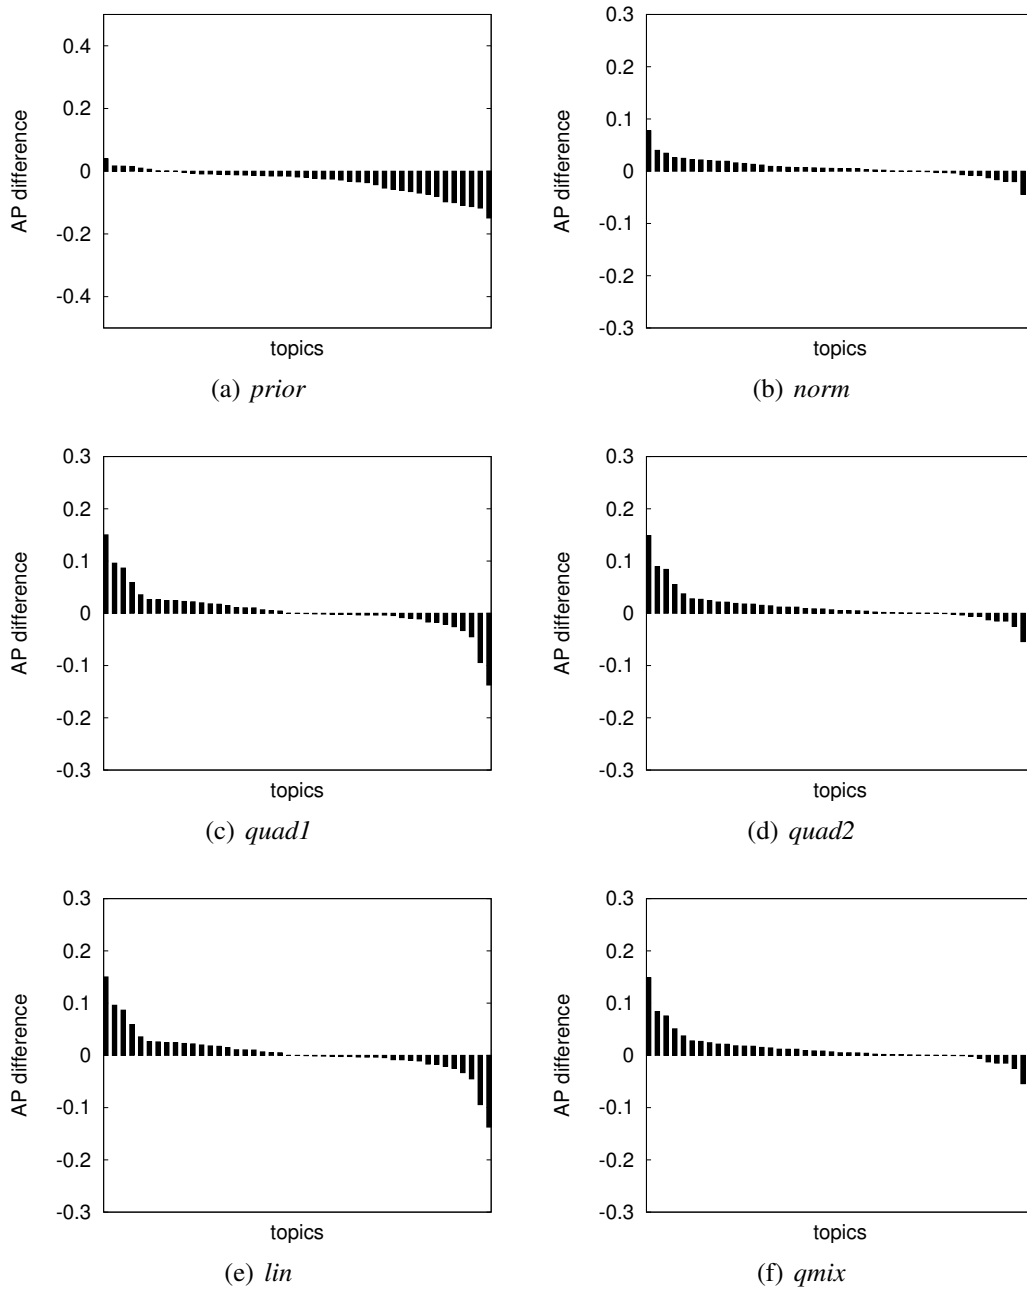 0.4
0.2
0
-0.2
-0.4
AP difference
topics
(a) prior
0.3
0.2
0.1
0
-0.1
-0.2
-0.3
AP difference
topics
(b) norm
0.3
0.2
0.1
0
-0.1
-0.2
-0.3
AP difference
topics
(c) quad1
0.3
0.2
0.1
0
-0.1
-0.2
-0.3
AP difference
topics
(d) quad2
0.3
0.2
0.1
0
-0.1
-0.2
-0.3
AP difference
topics
(e) lin
0.3
0.2
0.1
0
-0.1
-0.2
-0.3
AP difference
topics
(f) qmix